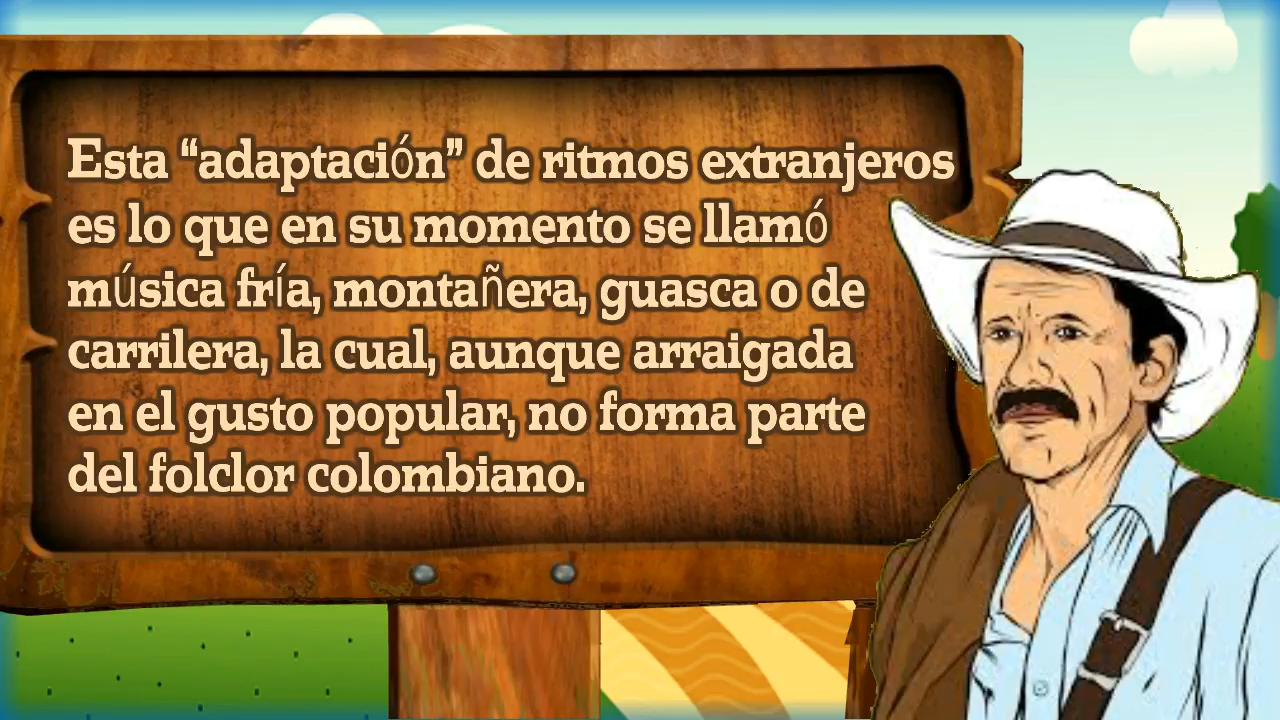 Esta “adaptación” de ritmos extranjeros
es lo que en su momento se llamó
música fría, montañera, guasca o de
carrilera, la cual, aunque arraigada
en el gusto popular, no forma parte
del folclor colombiano.